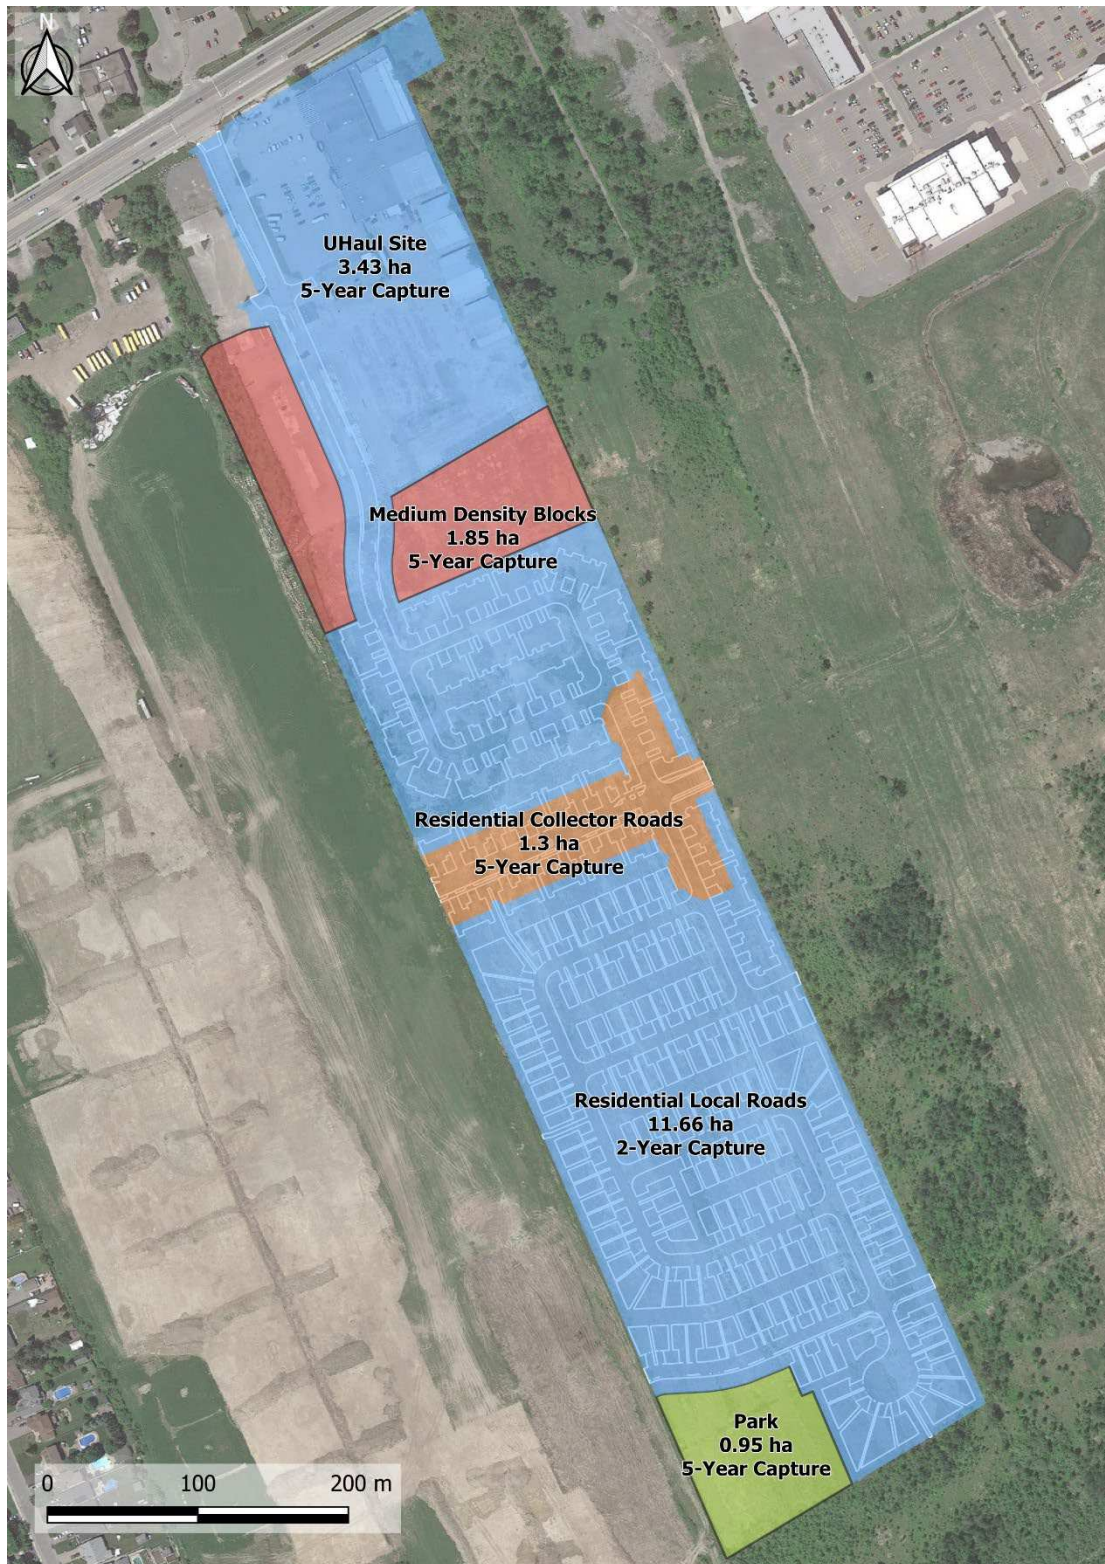 N
UHaul Site
3.43 ha
5-Year Capture
Medium Density Blocks
1.85 ha
5-Year Capture
Residential Collector Roads
1.3 ha
5-Year Capture
Residential Local Roads
11.66 ha
2-Year Capture
Park
0.95 ha
5-Year Capture
0 100 200 m